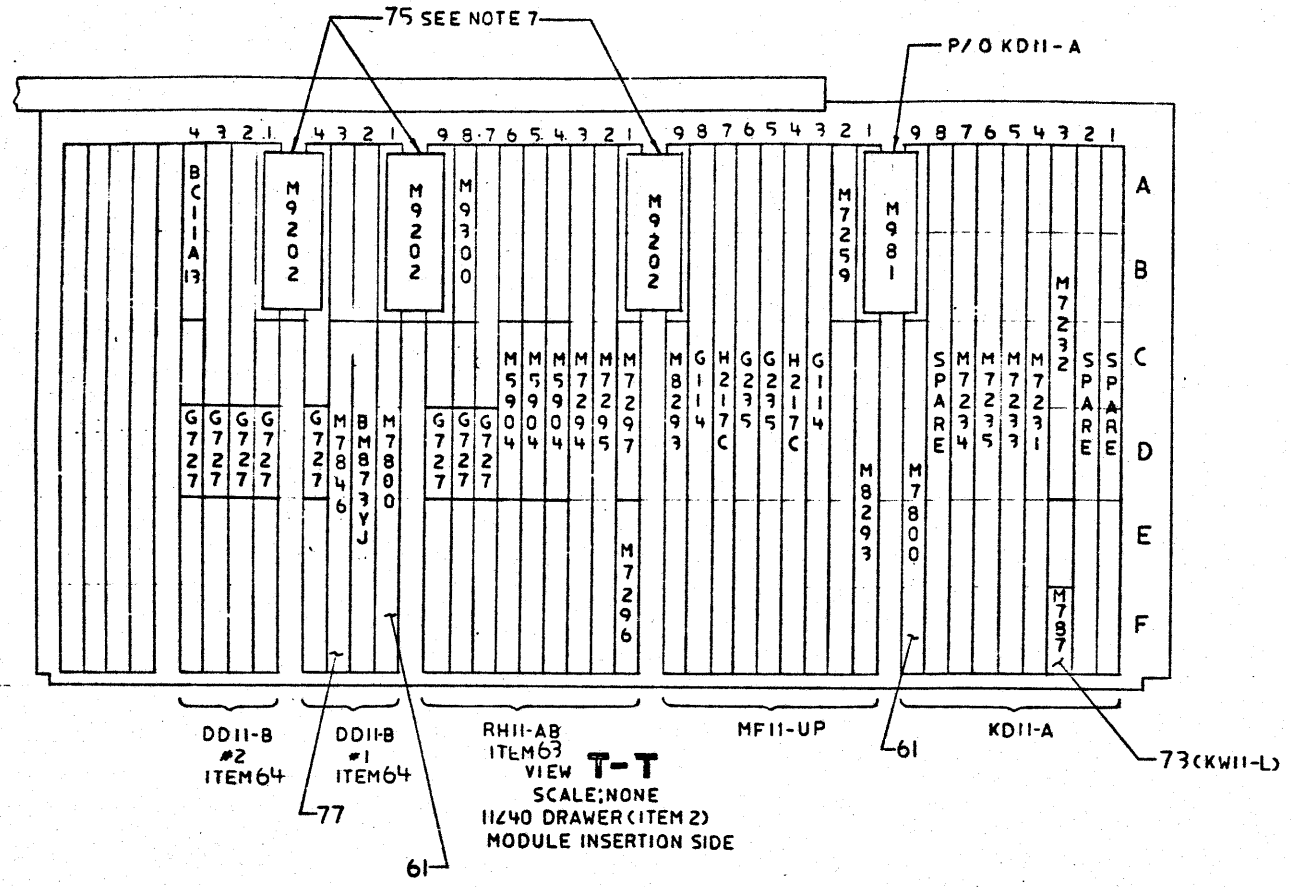 75 SEE NOTE 7
P/O KD11-A
4 3 2 1 4 3 2 1 9 8 7 6 5 4 3 2 1 9 8 7 6 5 4 3 2 1 9 8 7 6 5 4 3 2 1
A
B
C
D
E
F
BC11A13
M9202
M9202
M9300
M9202
M7259
M981
M7232
G727
G727
G727
G727
G727
M7846
BM873YJ
M7800
G727
G727
G727
M5904
M5904
M5904
M7294
M7295
M7297
M7296
M8293
G114
H217C
G235
G235
H217C
G114
M8293
M7800
SPARE
M7234
M7235
M7233
M7231
SPARE
SPARE
M787
DD11-B
#2
ITEM64
DD11-B
#1
ITEM64
RH11-AB
ITEM63
MF11-UP
KD11-A
61
73(KW11-L)
77
61
VIEW T-T
SCALE;NONE
11/40 DRAWER(ITEM 2)
MODULE INSERTION SIDE